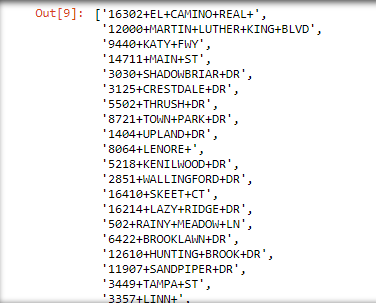 Out[9]: ['16302+EL+CAMINO+REAL+',
'12000+MARTIN+LUTHER+KING+BLVD',
'9440+KATY+FWY',
'14711+MAIN+ST',
'3030+SHADOWBRIAR+DR',
'3125+CRESTDALE+DR',
'5502+THRUSH+DR',
'8721+TOWN+PARK+DR',
'1404+UPLAND+DR',
'8064+LENORE+',
'5218+KENILWOOD+DR',
'2851+WALLINGFORD+DR',
'16410+SKEET+CT',
'16214+LAZY+RIDGE+DR',
'502+RAINY+MEADOW+LN',
'6422+BROOKLAWN+DR',
'12610+HUNTING+BROOK+DR',
'11907+SANDPIPER+DR',
'3449+TAMPA+ST',
'3357+LINN+',